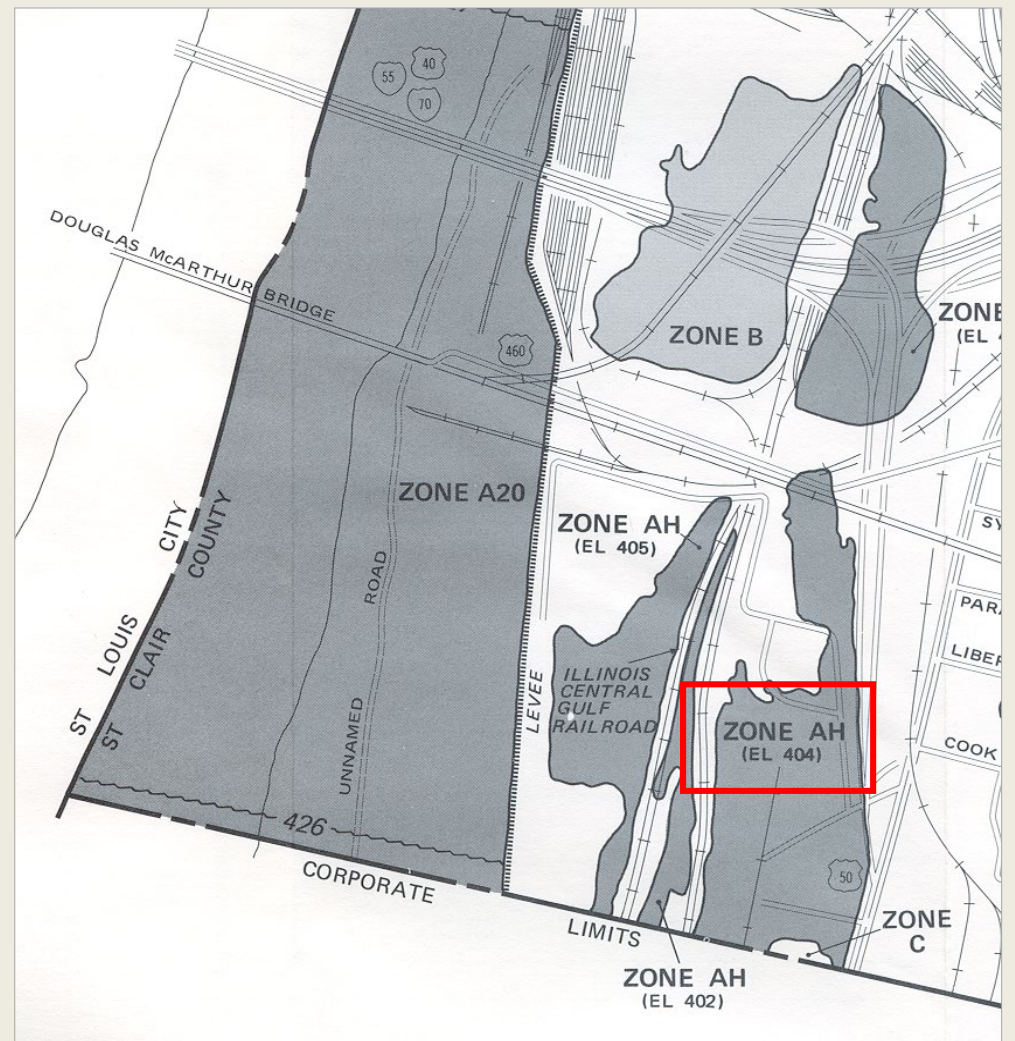 40
55
70
DOUGLAS McARTHUR BRIDGE
460
ZONE B
ZONE
(EL
ZONE A20
ZONE AH
(EL 405)
CITY
COUNTY
ROAD
LOUIS
CLAIR
ST
ST
UNNAMED
LEVEE
ILLINOIS
CENTRAL
GULF
RAILROAD
ZONE AH
(EL 404)
SY
PAR
LIBER
COOK
426
50
CORPORATE
LIMITS
ZONE
C
ZONE AH
(EL 402)